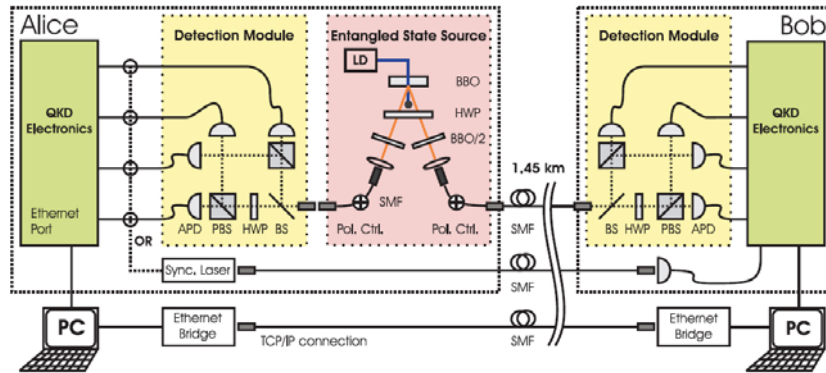 Alice
Detection Module
Entangled State Source
Detection Module
Bob
LD
BBO
HWP
BBO/2
QKD
Electronics
QKD
Electronics
1,45 km
SMF
Ethernet
Port
APD
PBS
HWP
BS
Pol. Ctrl.
Pol. Ctrl.
SMF
BS
HWP
PBS
APD
OR
Sync. Laser
SMF
PC
Ethernet
Bridge
TCP/IP connection
SMF
Ethernet
Bridge
PC